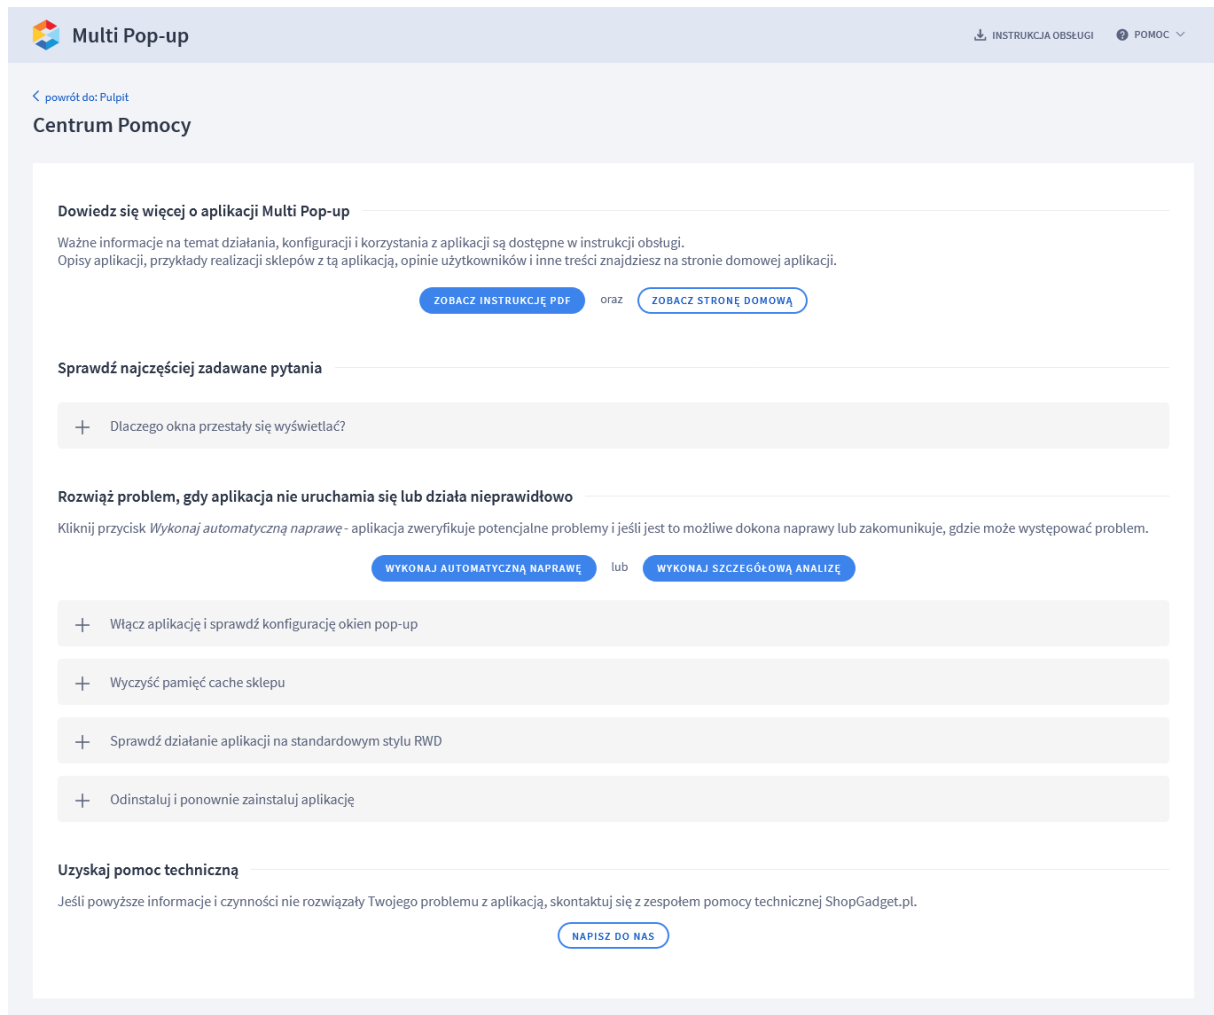 Multi Pop-up
INSTRUKCJA OBSŁUGI
POMOC
powrót do: Pulpit
Centrum Pomocy
Dowiedz się więcej o aplikacji Multi Pop-up
Ważne informacje na temat działania, konfiguracji i korzystania z aplikacji są dostępne w instrukcji obsługi.
Opisy aplikacji, przykłady realizacji sklepów z tą aplikacją, opinie użytkowników i inne treści znajdziesz na stronie domowej aplikacji.
ZOBACZ INSTRUKCJĘ PDF oraz ZOBACZ STRONĘ DOMOWĄ
Sprawdź najczęściej zadawane pytania
Dlaczego okna przestały się wyświetlać?
Rozwiąż problem, gdy aplikacja nie uruchamia się lub działa nieprawidłowo
Kliknij przycisk Wykonaj automatyczną naprawę - aplikacja zweryfikuje potencjalne problemy i jeśli jest to możliwe dokona naprawy lub zakomunikuje, gdzie może występować problem.
WYKONAJ AUTOMATYCZNĄ NAPRAWĘ lub WYKONAJ SZCZEGÓŁOWĄ ANALIZĘ
Włącz aplikację i sprawdź konfigurację okien pop-up
Wyczyść pamięć cache sklepu
Sprawdź działanie aplikacji na standardowym stylu RWD
Odinstaluj i ponownie zainstaluj aplikację
Uzyskaj pomoc techniczną
Jeśli powyższe informacje i czynności nie rozwiązały Twojego problemu z aplikacją, skontaktuj się z zespołem pomocy technicznej ShopGadget.pl.
NAPISZ DO NAS